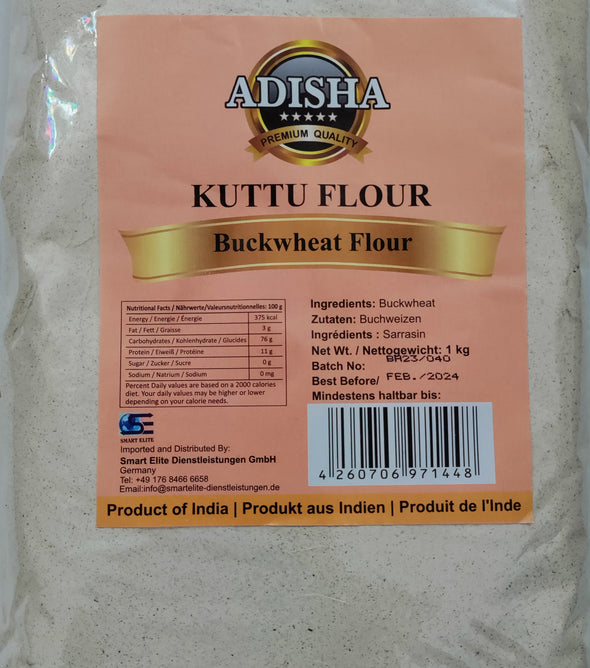 ADISHA
PREMIUM QUALITY
KUTTU FLOUR
Buckwheat Flour
Nutritional Facts / Nährwerte/Valeursnutritionnelles: 100 g
Energy / Energie / Énergie 375 kcal
Fat / Fett / Graisse 3 g
Carbohydrates / Kohlenhydrate / Glucides 76 g
Protein / Eiweiß / Protéine 11 g
Sugar / Zucker / Sucre 0 g
Sodium / Natrium / Sodium 0 mg
Percent Daily values are based on a 2000 calories
diet. Your daily values may be higher or lower
depending on your calorie needs.
SMART ELITE
Imported and Distributed By:
Smart Elite Dienstleistungen GmbH
Germany
Tel: +49 176 8466 6658
Email:info@smartelite-dienstleistungen.de
Ingredients: Buckwheat
Zutaten: Buchweizen
Ingrédients : Sarrasin
Net Wt. / Nettogewicht: 1 kg
Batch No: BA23/040
Best Before/ FEB./2024
Mindestens haltbar bis:
4 260706 971448
Product of India | Produkt aus Indien | Produit de l'Inde